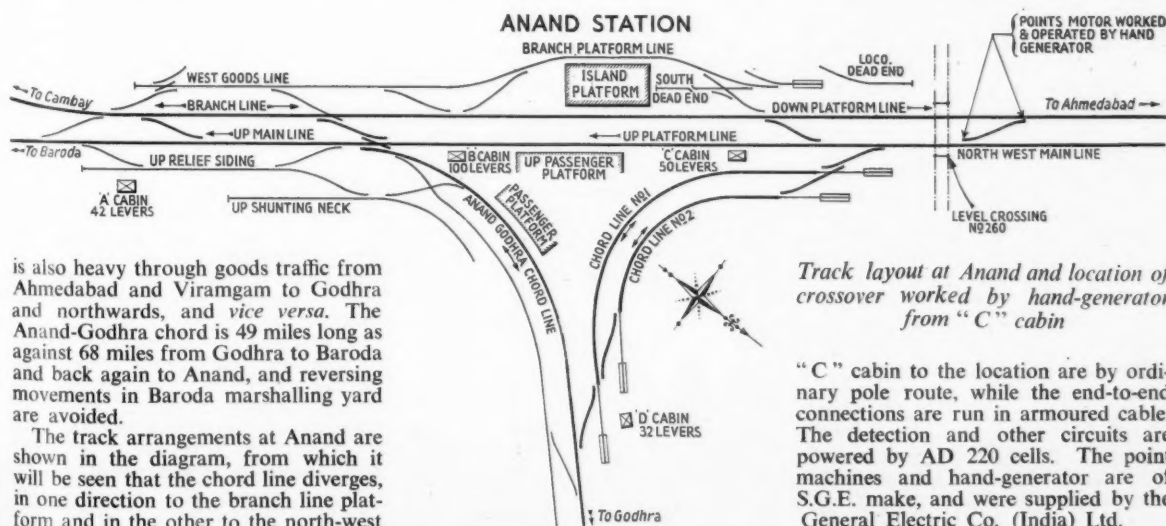 ANAND STATION
BRANCH PLATFORM LINE
POINTS MOTOR WORKED
& OPERATED BY HAND
GENERATOR
To Cambay
WEST GOODS LINE
ISLAND
PLATFORM
SOUTH
DEAD END
LOCO.
DEAD END
BRANCH LINE
DOWN PLATFORM LINE
To Ahmedabad
UP MAIN LINE
UP PLATFORM LINE
To Baroda
UP RELIEF SIDING
'B' CABIN
100 LEVERS
UP PASSENGER
PLATFORM
'C' CABIN
50 LEVERS
NORTH WEST MAIN LINE
'A' CABIN
42 LEVERS
UP SHUNTING NECK
PASSENGER
PLATFORM
ANAND GODHRA CHORD LINE
CHORD LINE No1
CHORD LINE No2
LEVEL CROSSING
No260
'D' CABIN
32 LEVERS
To Godhra
is also heavy through goods traffic from
Ahmedabad and Viramgam to Godhra
and northwards, and vice versa. The
Anand-Godhra chord is 49 miles long as
against 68 miles from Godhra to Baroda
and back again to Anand, and reversing
movements in Baroda marshalling yard
are avoided.
The track arrangements at Anand are
shown in the diagram, from which it
will be seen that the chord line diverges,
in one direction to the branch line plat-
form and in the other to the north-west
Track layout at Anand and location of
crossover worked by hand-generator
from "C" cabin
"C" cabin to the location are by ordi-
nary pole route, while the end-to-end
connections are run in armoured cable.
The detection and other circuits are
powered by AD 220 cells. The point
machines and hand-generator are of
S.G.E. make, and were supplied by the
General Electric Co. (India) Ltd.